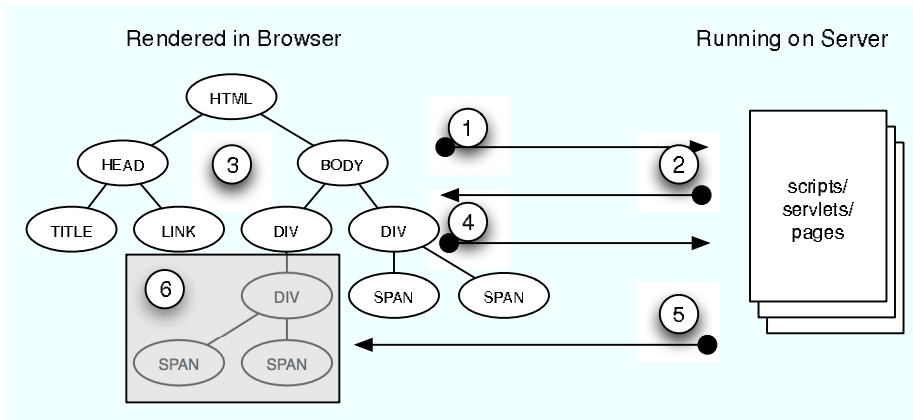 Rendered in Browser
Running on Server
HTML
1
HEAD
3
BODY
2
scripts/
servlets/
pages
TITLE
LINK
DIV
DIV
4
6
DIV
SPAN
SPAN
5
SPAN
SPAN